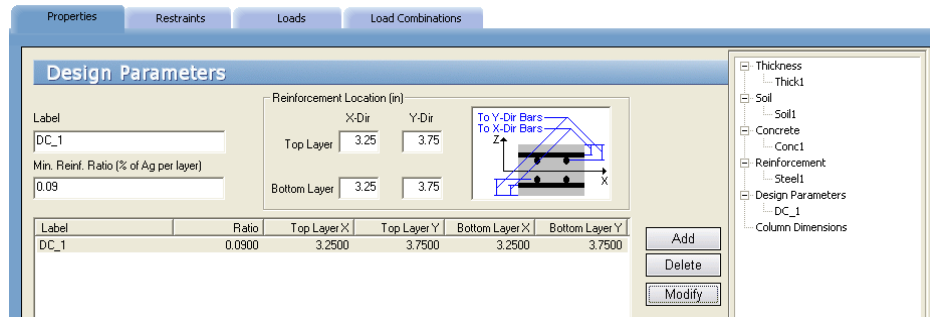 Properties Restraints Loads Load Combinations
Design Parameters
Label
DC_1
Min. Reinf. Ratio (% of Ag per layer)
0.09
Reinforcement Location (in)
X-Dir Y-Dir
Top Layer 3.25 3.75
Bottom Layer 3.25 3.75
To Y-Dir Bars
To X-Dir Bars
Z
X
Label Ratio Top Layer X Top Layer Y Bottom Layer X Bottom Layer Y
DC_1 0.0900 3.2500 3.7500 3.2500 3.7500
Add
Delete
Modify
Thickness
Thick1
Soil
Soil1
Concrete
Conc1
Reinforcement
Steel1
Design Parameters
DC_1
Column Dimensions